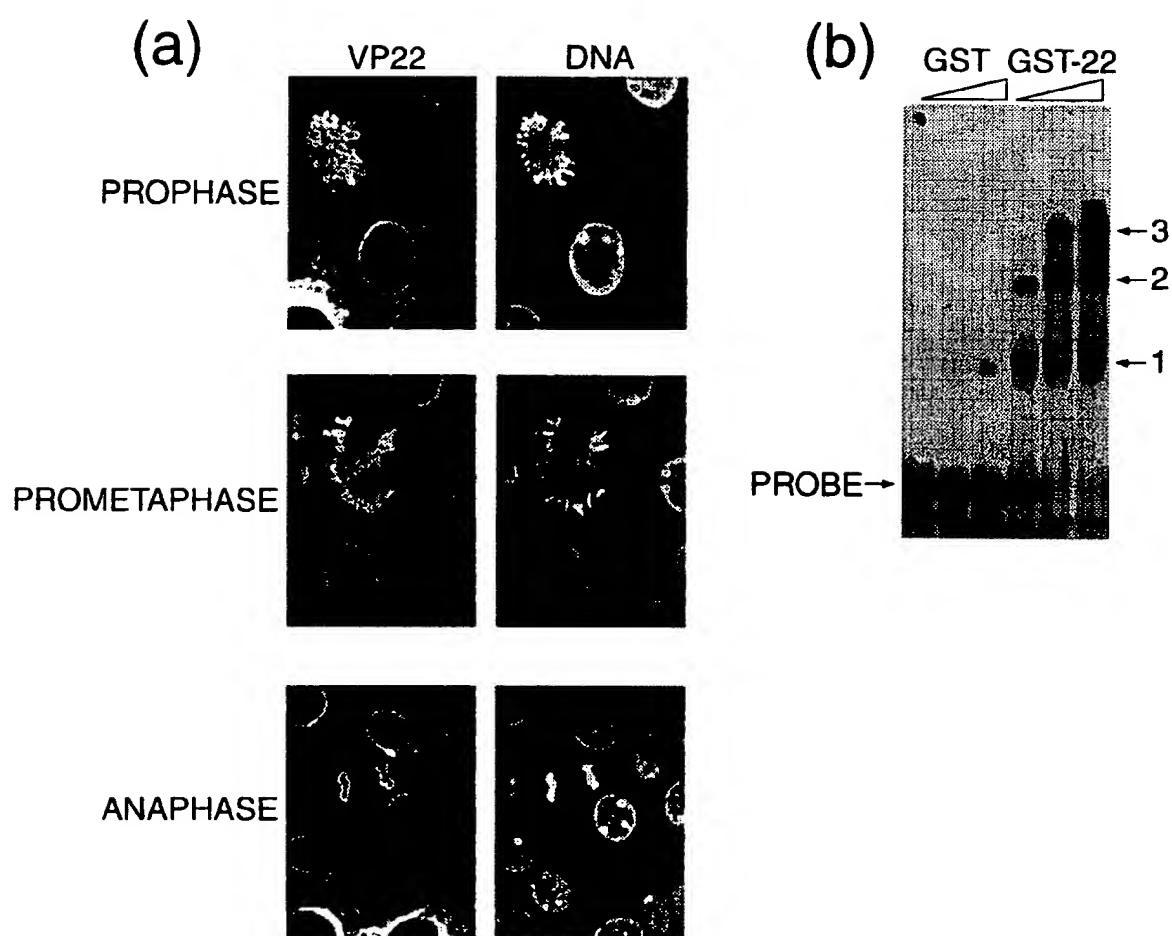 (a)
VP22 DNA
PROPHASE
PROMETAPHASE
ANAPHASE
(b)
GST GST-22
←3
←2
←1
PROBE→